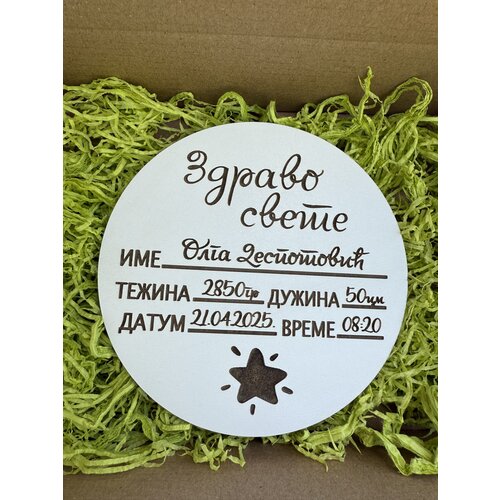 Здраво
свете
ИМЕ Олга Деспотовић
ТЕЖИНА 2850гр ДУЖИНА 50цм
ДАТУМ 21.04.2025. ВРЕМЕ 08:20